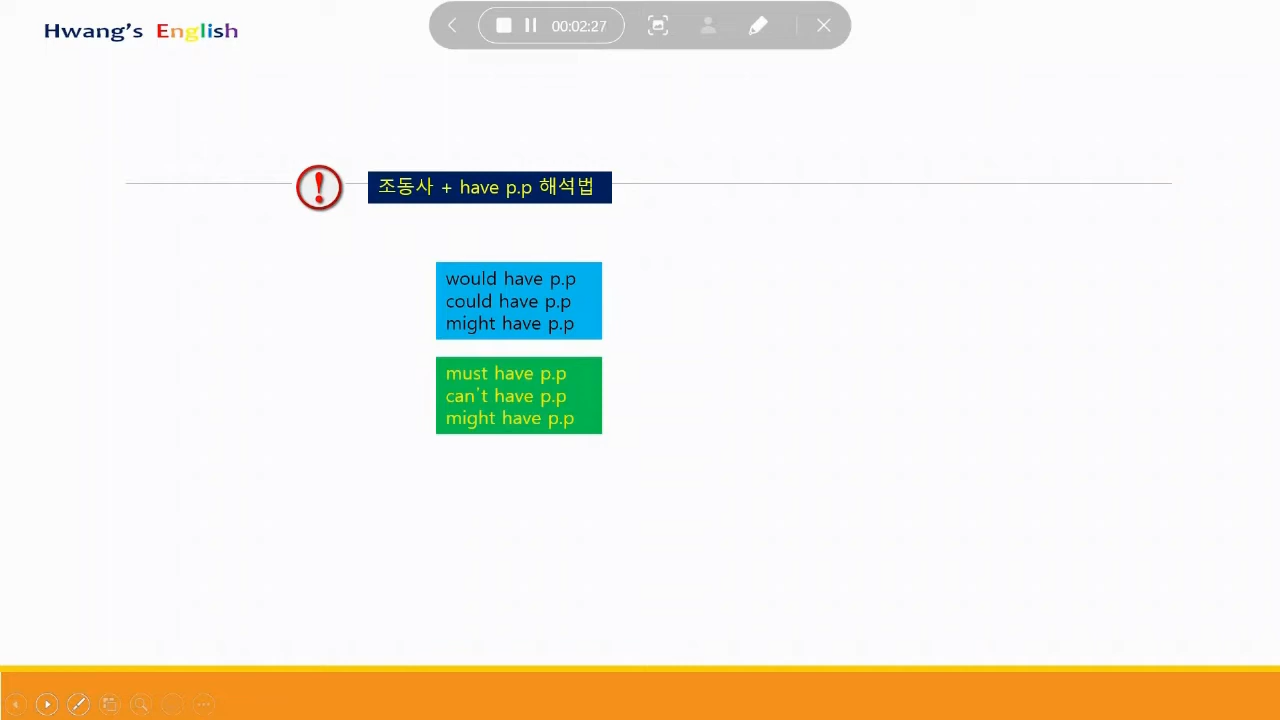 Hwang's English
00:02:27
조동사 + have p.p 해석법
would have p.p
could have p.p
might have p.p
must have p.p
can't have p.p
might have p.p